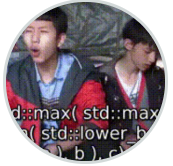 d::max( std::max
( std::lower_b
), b ), c)